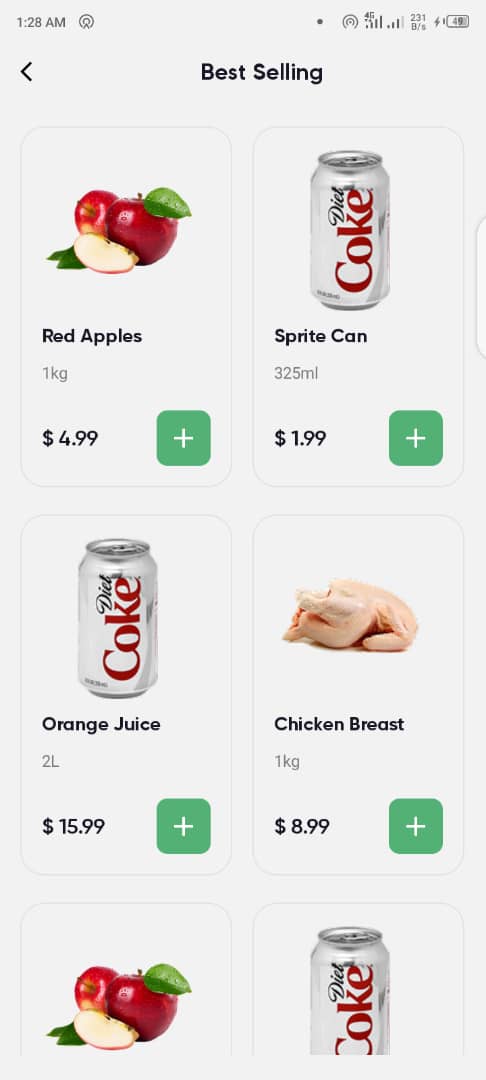 1:28 AM
4G
231
B/s
49
Best Selling
Diet
Coke
Red Apples
1kg
$ 4.99
Sprite Can
325ml
$ 1.99
Diet
Coke
Orange Juice
2L
$ 15.99
Chicken Breast
1kg
$ 8.99
Diet
Coke